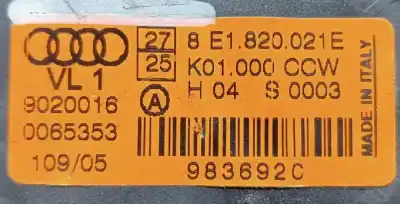 27 8 E1.820.021E
VL 1 25 K01.000 CCW
9020016 A H 04 S 0003
0065353
109/05
983692C
MADE IN ITALY